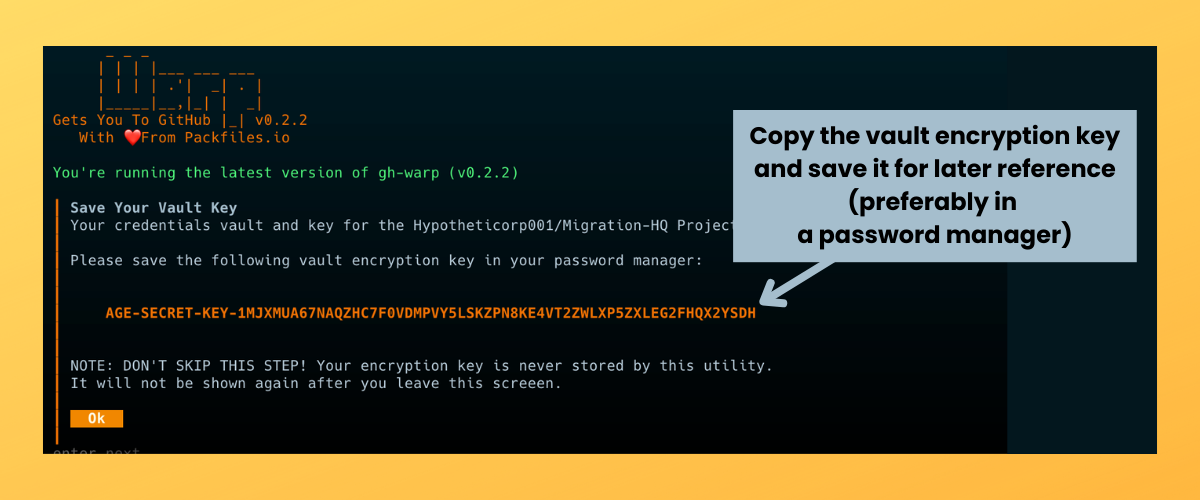 Gets You To GitHub |_| v0.2.2
With ❤️From Packfiles.io
You're running the latest version of gh-warp (v0.2.2)
Save Your Vault Key
Your credentials vault and key for the Hypotheticorp001/Migration-HQ Project
Please save the following vault encryption key in your password manager:
AGE-SECRET-KEY-1MJXMUA67NAQZHC7F0VDMPVY5LSKZPN8KE4VT2ZWLXP5ZXLEG2FHQX2YSDH
NOTE: DON'T SKIP THIS STEP! Your encryption key is never stored by this utility.
It will not be shown again after you leave this screeen.
Ok
enter next
Copy the vault encryption key
and save it for later reference
(preferably in
a password manager)